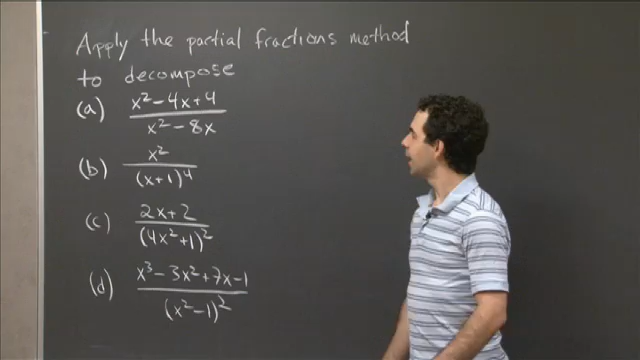 Apply the partial fractions method
to decompose
(a) (x² - 4x + 4)/(x² - 8x)
(b) x²/(x + 1)⁴
(c) (2x + 2)/(4x² + 1)²
(d) (x³ - 3x² + 7x - 1)/(x² - 1)²